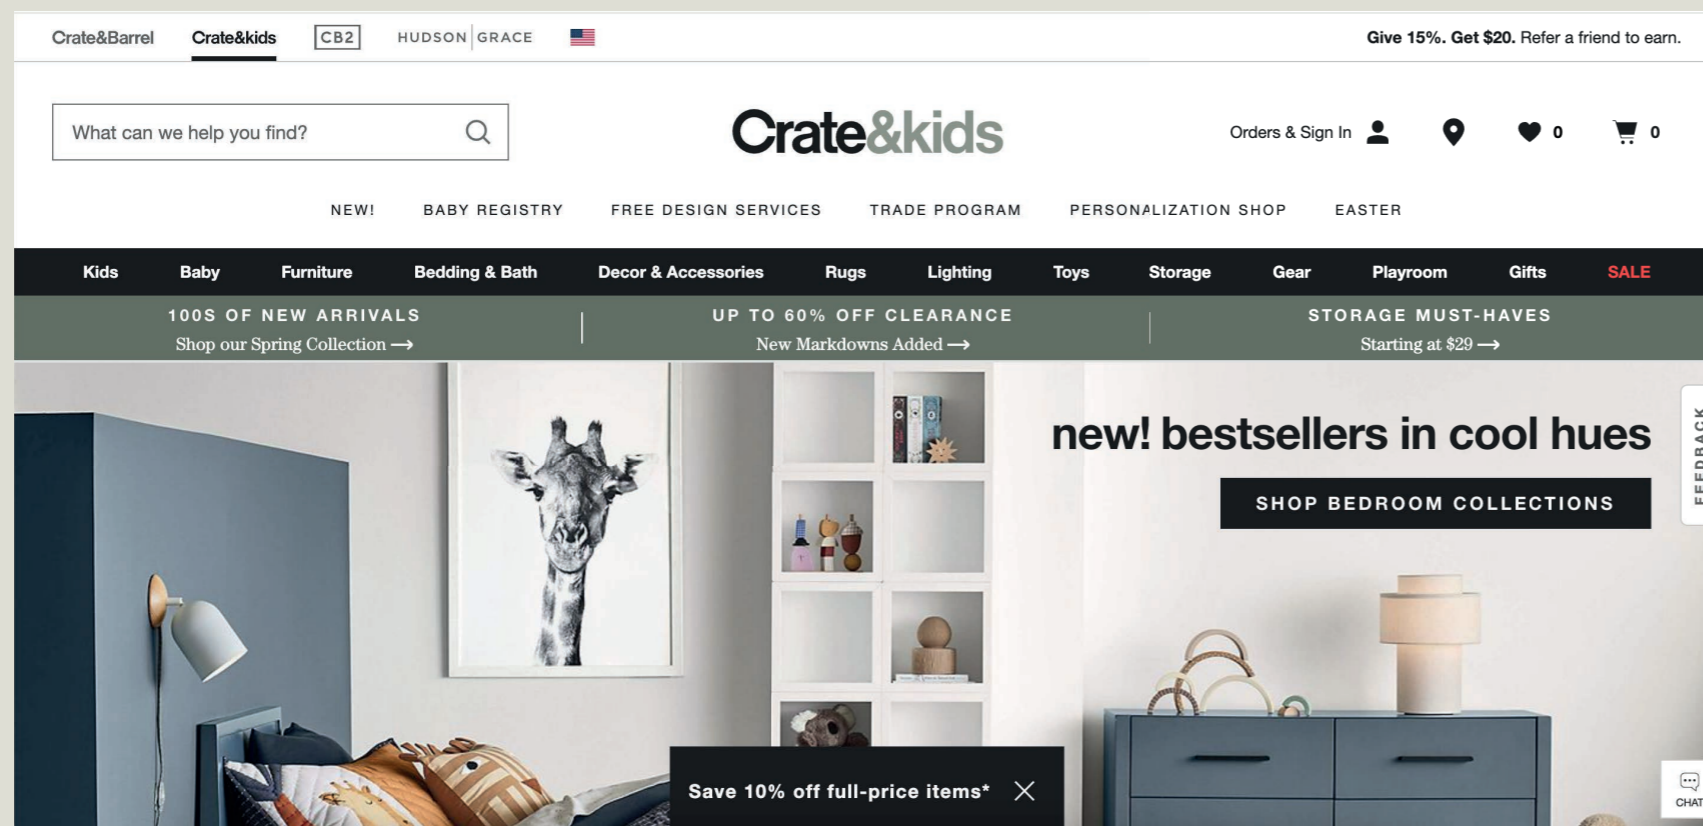 Crate&Barrel
Crate&kids
CB2
HUDSON GRACE
Give 15%. Get $20. Refer a friend to earn.
What can we help you find?
Crate&kids
Orders & Sign In
0
0
NEW!
BABY REGISTRY
FREE DESIGN SERVICES
TRADE PROGRAM
PERSONALIZATION SHOP
EASTER
Kids
Baby
Furniture
Bedding & Bath
Decor & Accessories
Rugs
Lighting
Toys
Storage
Gear
Playroom
Gifts
SALE
100S OF NEW ARRIVALS
Shop our Spring Collection →
UP TO 60% OFF CLEARANCE
New Markdowns Added →
STORAGE MUST-HAVES
Starting at $29 →
new! bestsellers in cool hues
SHOP BEDROOM COLLECTIONS
FEEDBACK
Save 10% off full-price items*
CHAT